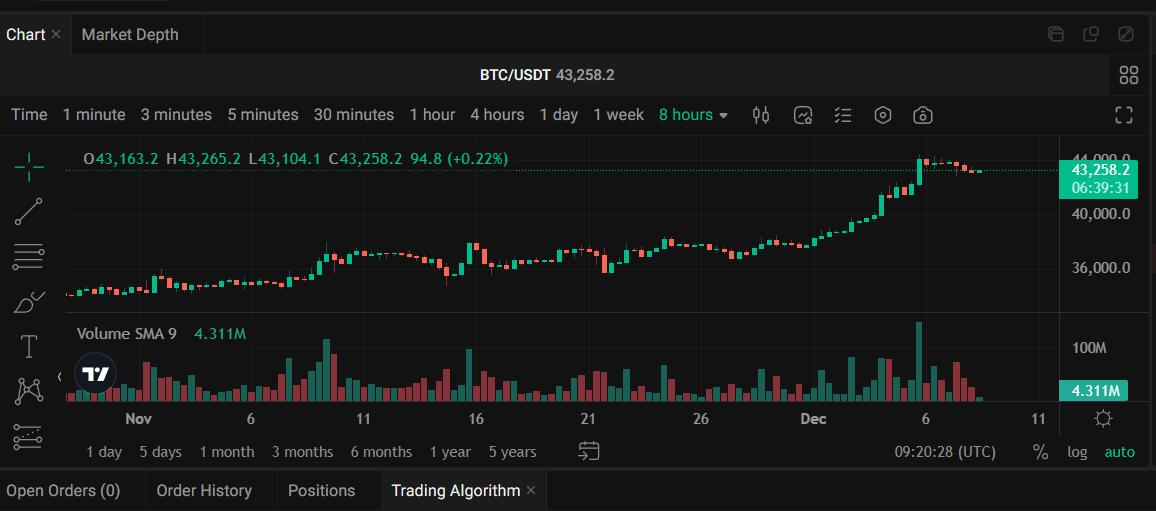 Chart Market Depth
BTC/USDT 43,258.2
Time 1 minute 3 minutes 5 minutes 30 minutes 1 hour 4 hours 1 day 1 week 8 hours
O43,163.2 H43,265.2 L43,104.1 C43,258.2 94.8 (+0.22%)
44,000.0
43,258.2
06:39:31
40,000.0
36,000.0
Volume SMA 9 4.311M
100M
4.311M
Nov 6 11 16 21 26 Dec 6 11
1 day 5 days 1 month 3 months 6 months 1 year 5 years 09:20:28 (UTC) % log auto
Open Orders (0) Order History Positions Trading Algorithm